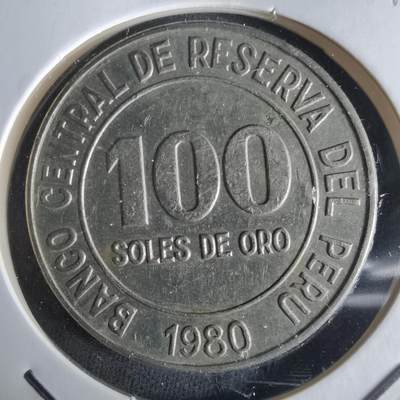 BANCO CENTRAL DE RESERVA DEL PERU
100
SOLES DE ORO
1980